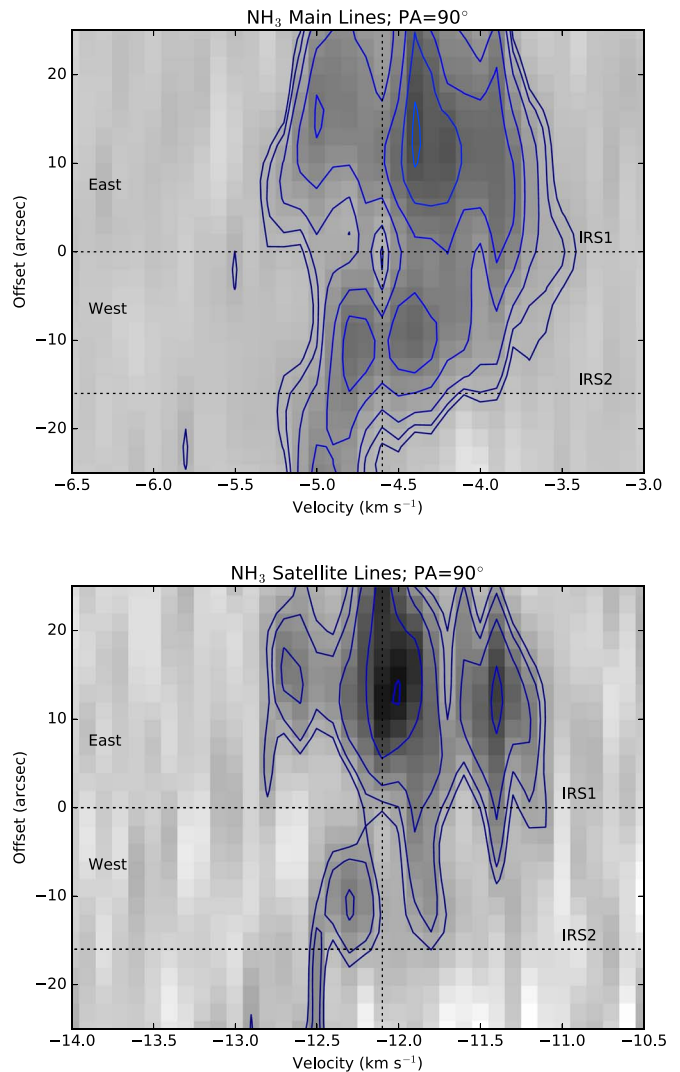 NH₃ Main Lines; PA=90°
20
10
0
−10
−20
Offset (arcsec)
East
West
IRS1
IRS2
−6.5 −6.0 −5.5 −5.0 −4.5 −4.0 −3.5 −3.0
Velocity (km s⁻¹)
NH₃ Satellite Lines; PA=90°
20
10
0
−10
−20
Offset (arcsec)
East
West
IRS1
IRS2
−14.0 −13.5 −13.0 −12.5 −12.0 −11.5 −11.0 −10.5
Velocity (km s⁻¹)